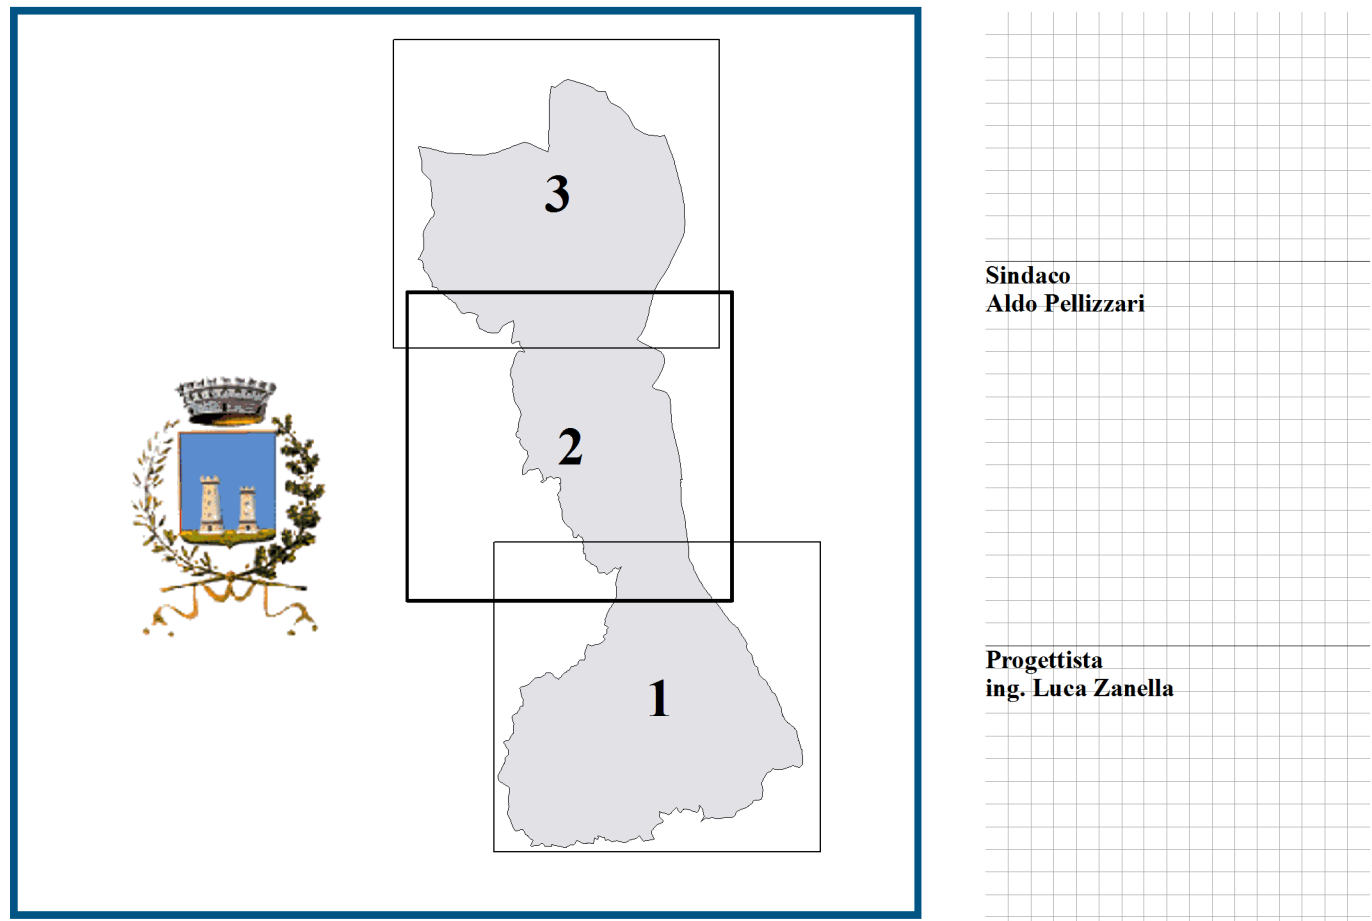 3
2
1
Sindaco
Aldo Pellizzari
Progettista
ing. Luca Zanella